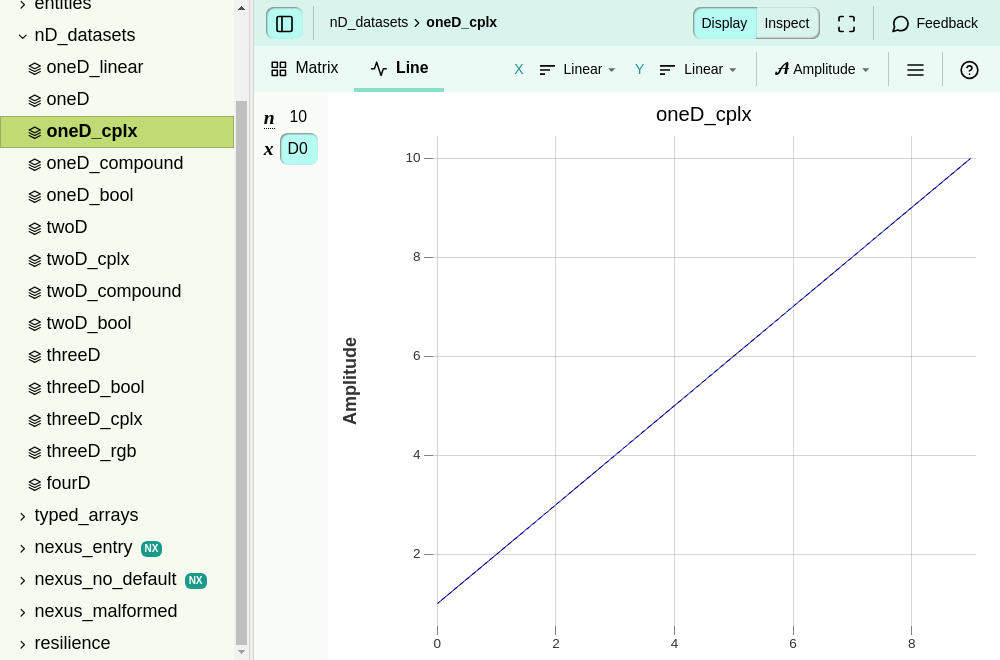 entities
nD_datasets
oneD_linear
oneD
oneD_cplx
oneD_compound
oneD_bool
twoD
twoD_cplx
twoD_compound
twoD_bool
threeD
threeD_bool
threeD_cplx
threeD_rgb
fourD
typed_arrays
nexus_entry NX
nexus_no_default NX
nexus_malformed
resilience
nD_datasets › oneD_cplx
Display Inspect Feedback
Matrix Line X Linear Y Linear A Amplitude
n 10
x D0
oneD_cplx
Amplitude
10
8
6
4
2
0 2 4 6 8